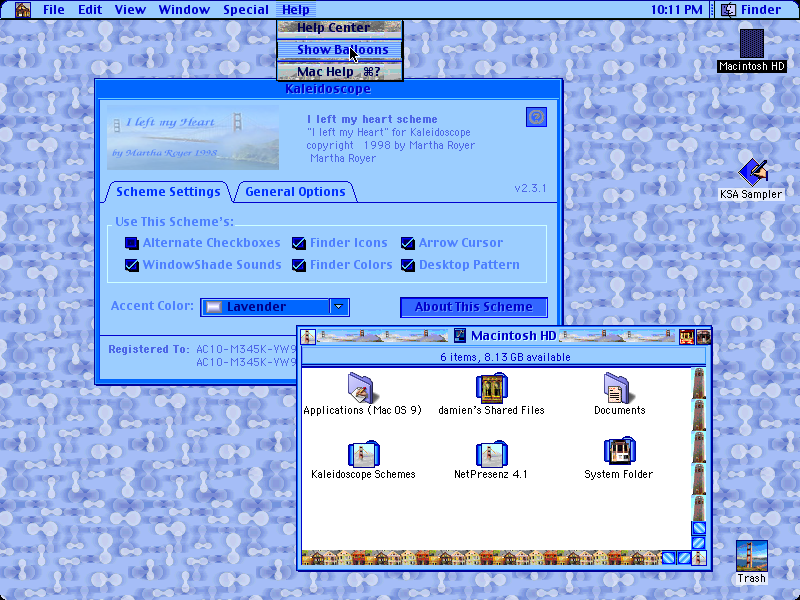 File Edit View Window Special Help 10:11 PM Finder
Help Center
Show Balloons
Mac Help ⌘?
Macintosh HD
Kaleidoscope
I left my Heart
by Martha Royer 1998
I left my heart scheme
"I left my Heart" for Kaleidoscope
copyright 1998 by Martha Royer
Martha Royer
Scheme Settings General Options v2.3.1
KSA Sampler
Use This Scheme's:
Alternate Checkboxes Finder Icons Arrow Cursor
WindowShade Sounds Finder Colors Desktop Pattern
Accent Color: Lavender About This Scheme
Registered To: AC10-M345K-YW9
AC10-M345K-YW9
Macintosh HD
6 items, 8.13 GB available
Applications (Mac OS 9) damien's Shared Files Documents
Kaleidoscope Schemes NetPresenz 4.1 System Folder
Trash